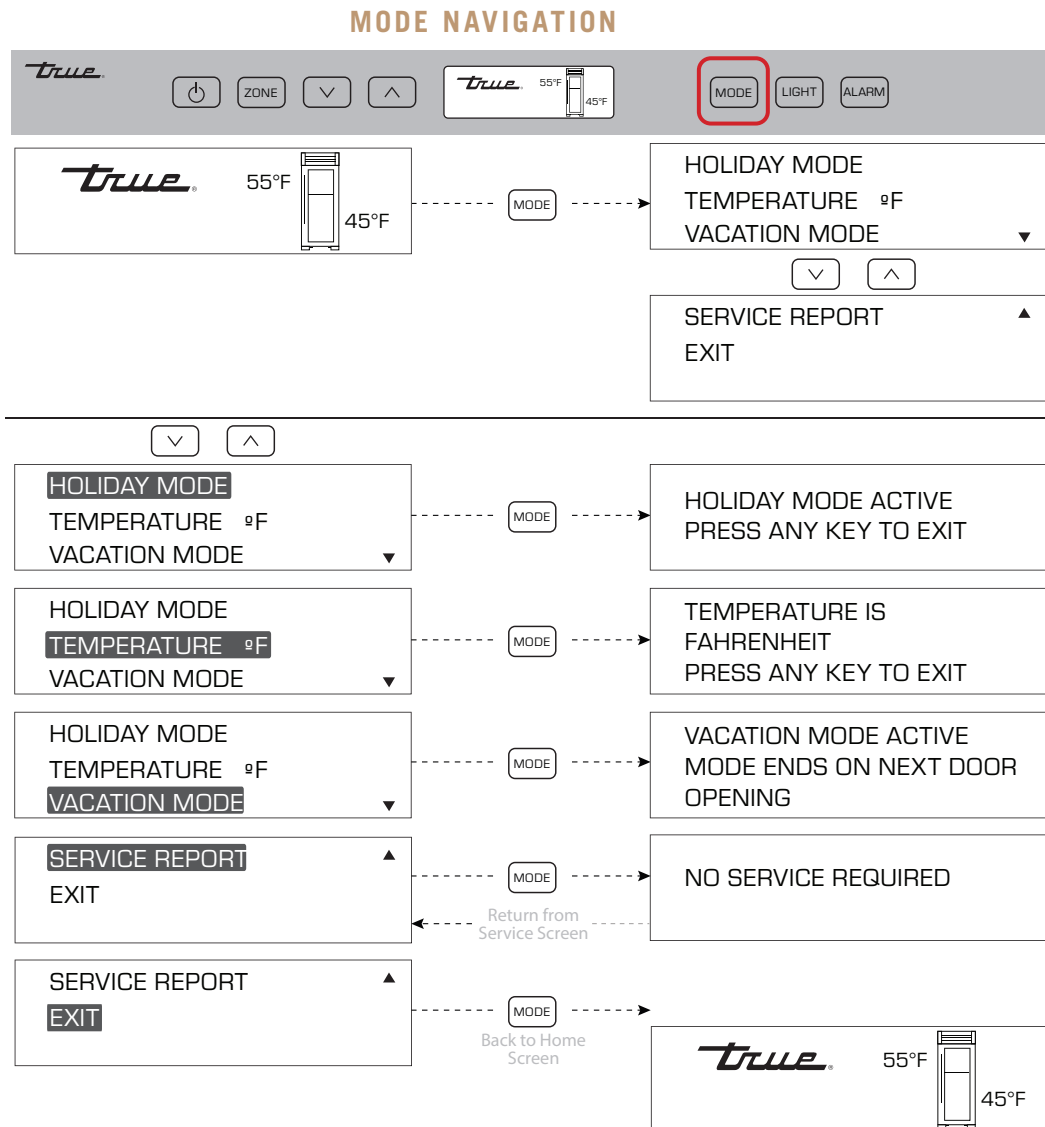 MODE NAVIGATION
true®
ZONE
true® 55°F
45°F
MODE LIGHT ALARM
true® 55°F
45°F
MODE
HOLIDAY MODE
TEMPERATURE ºF
VACATION MODE ▼
SERVICE REPORT ▲
EXIT
HOLIDAY MODE
TEMPERATURE ºF
VACATION MODE ▼
MODE
HOLIDAY MODE ACTIVE
PRESS ANY KEY TO EXIT
HOLIDAY MODE
TEMPERATURE ºF
VACATION MODE ▼
MODE
TEMPERATURE IS
FAHRENHEIT
PRESS ANY KEY TO EXIT
HOLIDAY MODE
TEMPERATURE ºF
VACATION MODE ▼
MODE
VACATION MODE ACTIVE
MODE ENDS ON NEXT DOOR
OPENING
SERVICE REPORT ▲
EXIT
MODE
Return from
Service Screen
NO SERVICE REQUIRED
SERVICE REPORT ▲
EXIT
MODE
Back to Home
Screen
true® 55°F
45°F